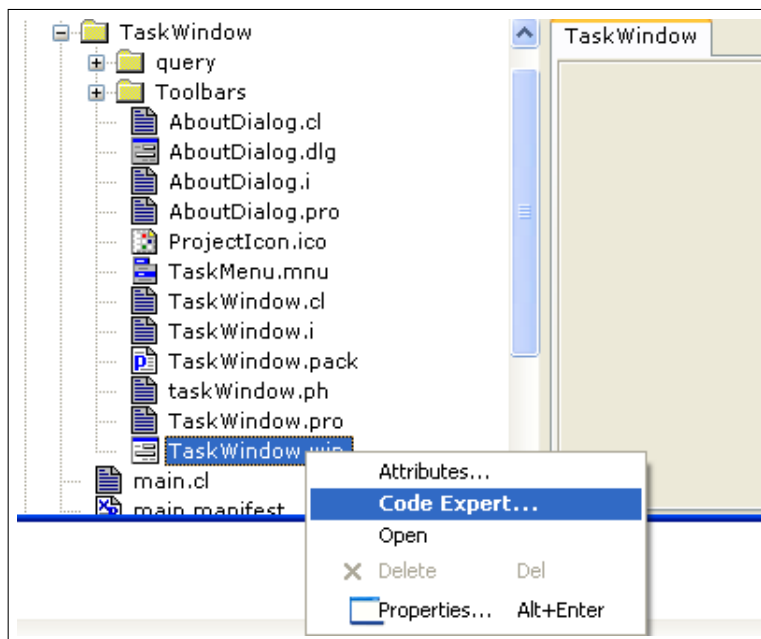 TaskWindow
query
Toolbars
AboutDialog.cl
AboutDialog.dlg
AboutDialog.i
AboutDialog.pro
ProjectIcon.ico
TaskMenu.mnu
TaskWindow.cl
TaskWindow.i
TaskWindow.pack
taskWindow.ph
TaskWindow.pro
TaskWindow.win
main.cl
main.manifest
TaskWindow
Attributes...
Code Expert...
Open
Delete Del
Properties... Alt+Enter